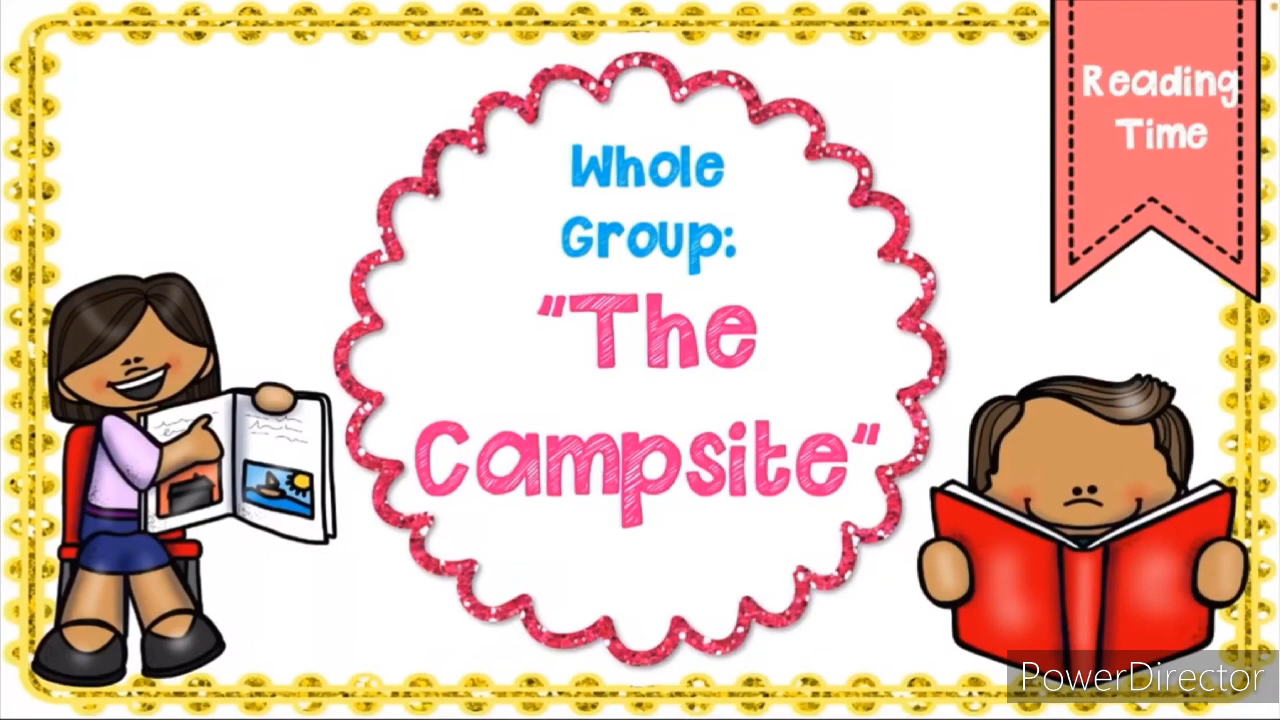 Reading
Time
Whole
Group:
"The
Campsite"
PowerDirector